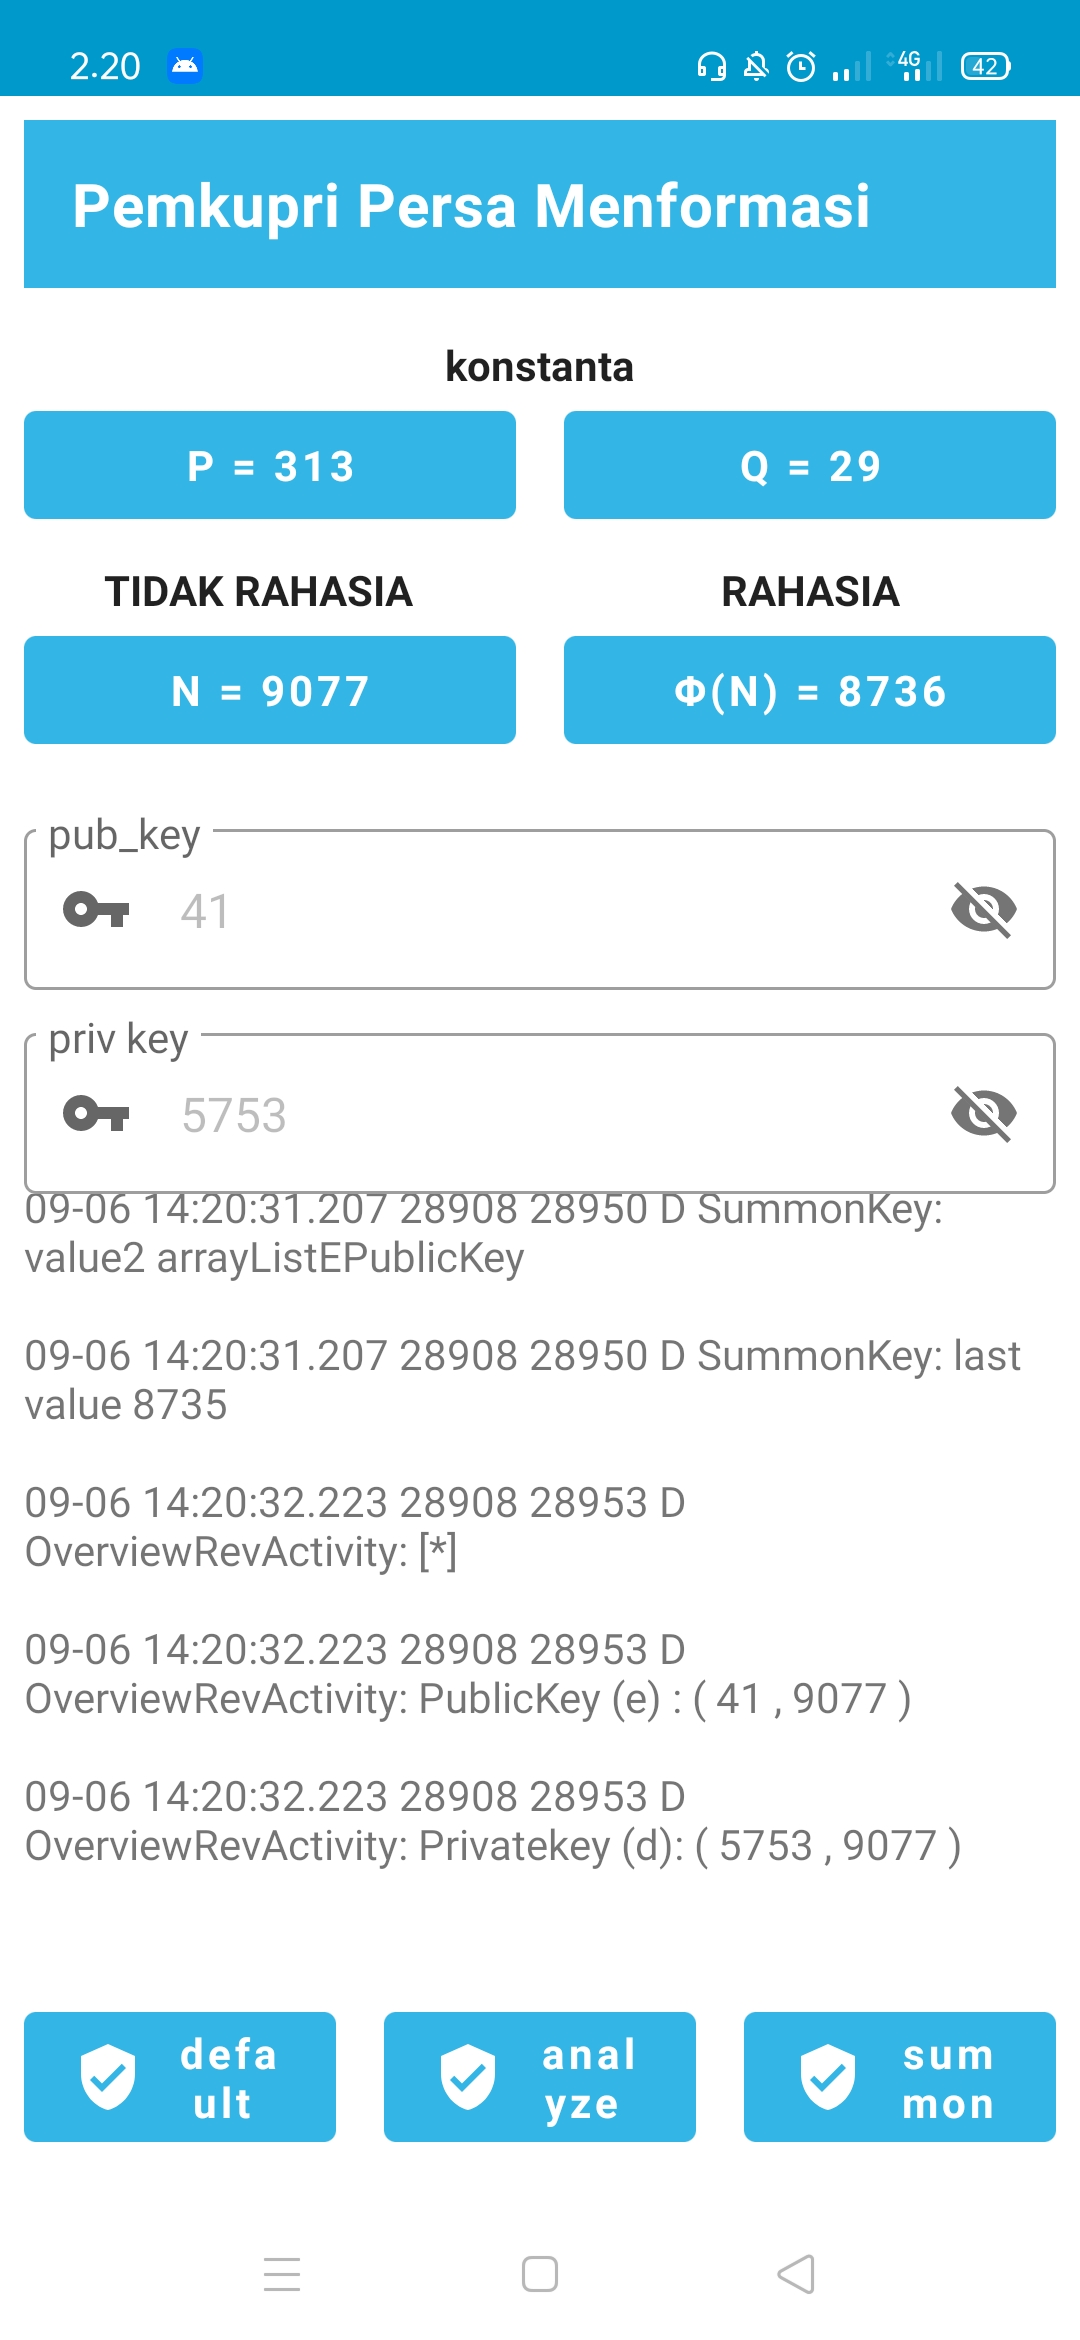 2.20
4G
42
Pemkupri Persa Menformasi
konstanta
P = 313
Q = 29
TIDAK RAHASIA
RAHASIA
N = 9077
Φ(N) = 8736
pub_key
41
priv key
5753
09-06 14:20:31.207 28908 28950 D SummonKey:
value2 arrayListEPublicKey
09-06 14:20:31.207 28908 28950 D SummonKey: last
value 8735
09-06 14:20:32.223 28908 28953 D
OverviewRevActivity: [*]
09-06 14:20:32.223 28908 28953 D
OverviewRevActivity: PublicKey (e) : ( 41 , 9077 )
09-06 14:20:32.223 28908 28953 D
OverviewRevActivity: Privatekey (d): ( 5753 , 9077 )
defa
ult
anal
yze
sum
mon